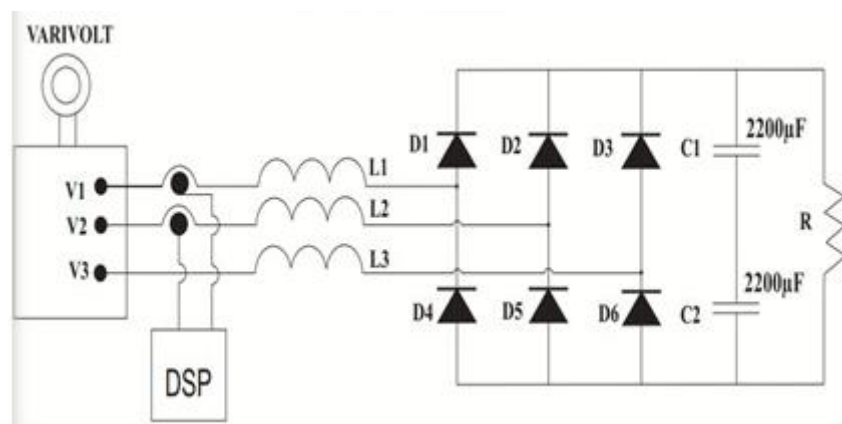 VARIVOLT
V1
V2
V3
L1
L2
L3
D1
D2
D3
D4
D5
D6
C1
2200μF
C2
2200μF
R
DSP